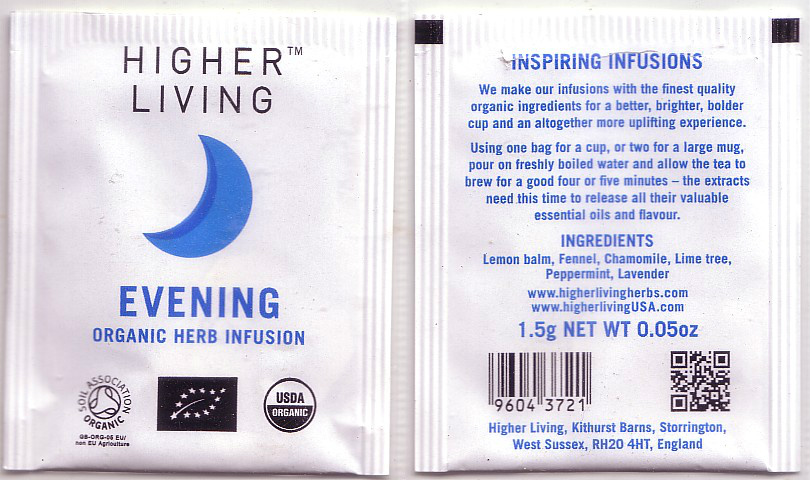 HIGHER™
LIVING
EVENING
ORGANIC HERB INFUSION
SOIL ASSOCIATION
ORGANIC
GB-ORG-05 EU/
non EU Agriculture
USDA
ORGANIC
INSPIRING INFUSIONS
We make our infusions with the finest quality
organic ingredients for a better, brighter, bolder
cup and an altogether more uplifting experience.
Using one bag for a cup, or two for a large mug,
pour on freshly boiled water and allow the tea to
brew for a good four or five minutes – the extracts
need this time to release all their valuable
essential oils and flavour.
INGREDIENTS
Lemon balm, Fennel, Chamomile, Lime tree,
Peppermint, Lavender
www.higherlivingherbs.com
www.higherlivingUSA.com
1.5g NET WT 0.05oz
9604 3721
Higher Living, Kithurst Barns, Storrington,
West Sussex, RH20 4HT, England